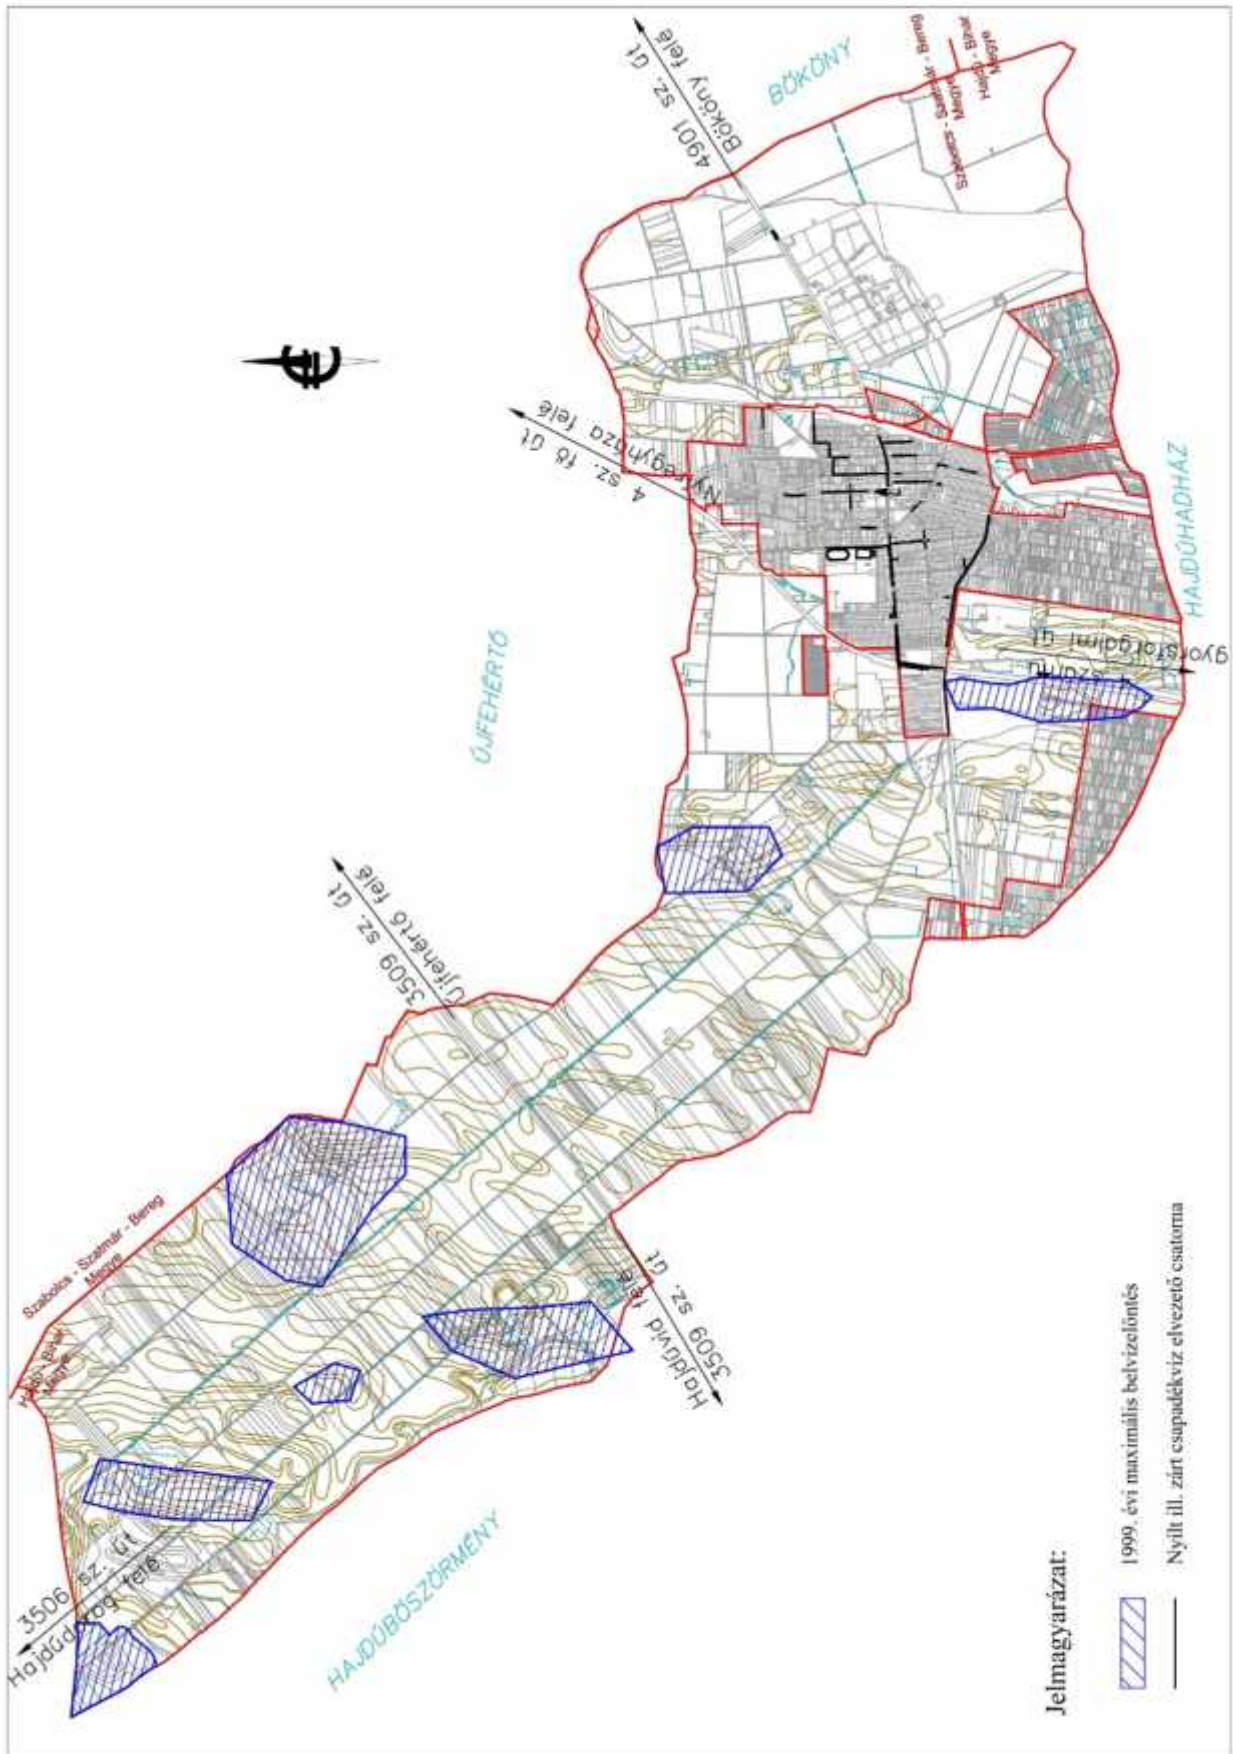 4901 sz. út
Bököny felé
BÖKÖNY
Szabolcs - Szatmár - Bereg
Megye
Hajdú - Bihar
Megye
4 sz. fő út
Nyíregyháza felé
HAJDÚHADHÁZ
4 számú
gyorsforgalmi út
ÚJFEHÉRTÓ
3509 sz. út
Újfehértó felé
Szabolcs - Szatmár - Bereg
Megye
Hajdú - Bihar
Megye
Hajdúvid felé
3509 sz. út
3506 sz. út
Hajdúdorog felé
HAJDÚBÖSZÖRMÉNY
Jelmagyarázat:
1999. évi maximális belvízelöntés
Nyílt ill. zárt csapadékvíz elvezető csatorna